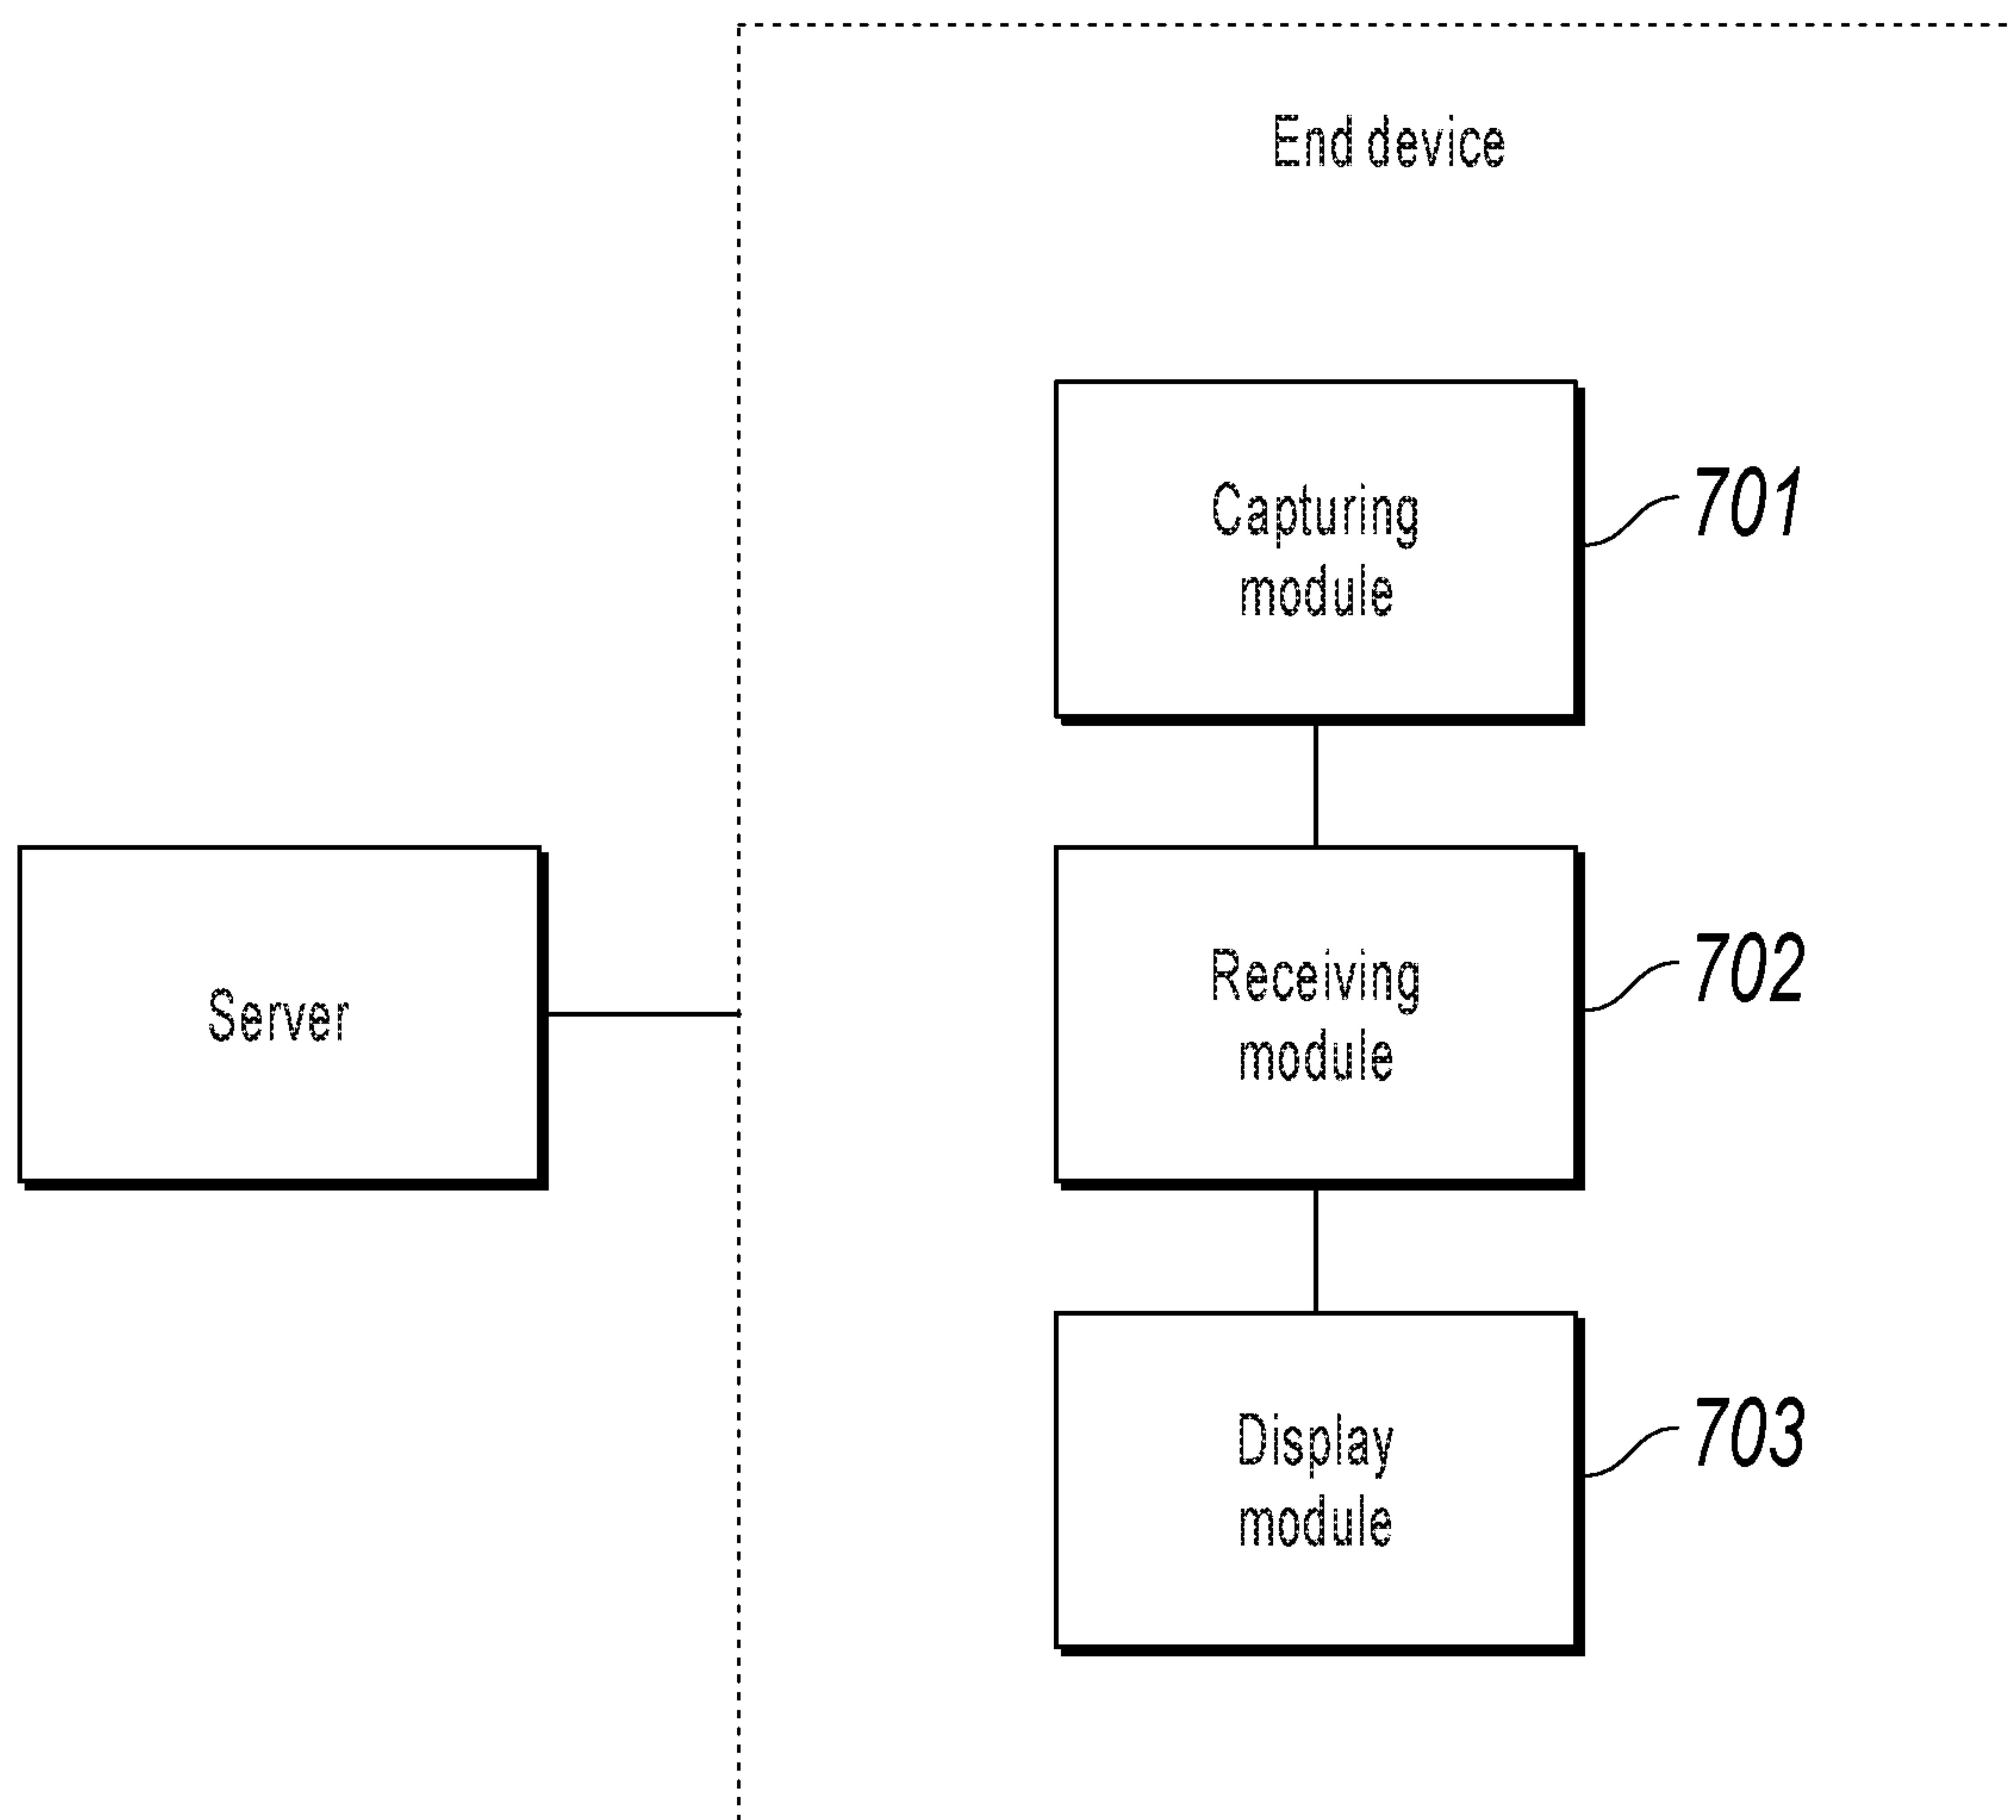 End device
Capturing
module
701
Server
Receiving
module
702
Display
module
703